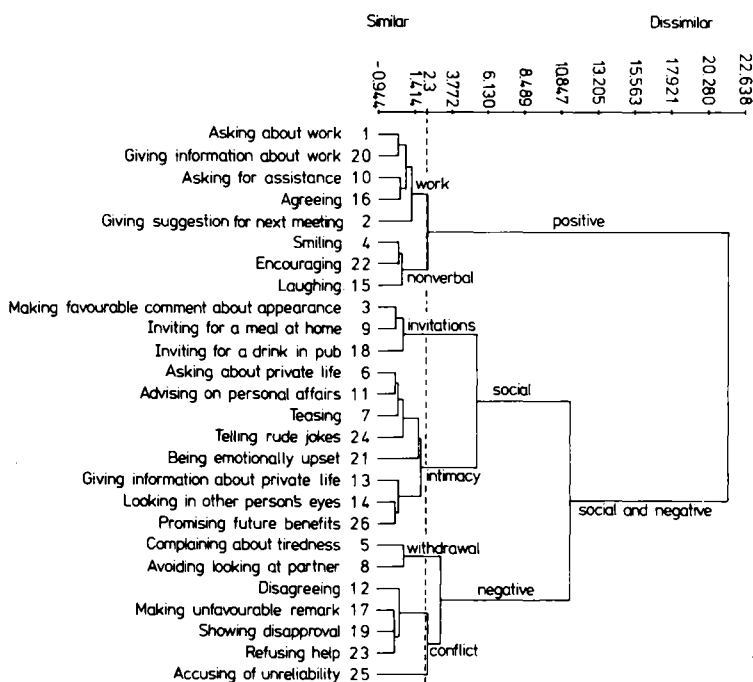 Similar Dissimilar
-0.944 1.414 2.3 3.772 6.130 8.489 10.847 13.205 15.563 17.921 20.280 22.638
Asking about work 1
Giving information about work 20
Asking for assistance 10
Agreeing 16
work
Giving suggestion for next meeting 2
positive
Smiling 4
Encouraging 22
Laughing 15
nonverbal
Making favourable comment about appearance 3
Inviting for a meal at home 9
invitations
Inviting for a drink in pub 18
Asking about private life 6
Advising on personal affairs 11
social
Teasing 7
Telling rude jokes 24
Being emotionally upset 21
Giving information about private life 13
intimacy
Looking in other person's eyes 14
Promising future benefits 26
social and negative
Complaining about tiredness 5
withdrawal
Avoiding looking at partner 8
Disagreeing 12
negative
Making unfavourable remark 17
Showing disapproval 19
Refusing help 23
conflict
Accusing of unreliability 25